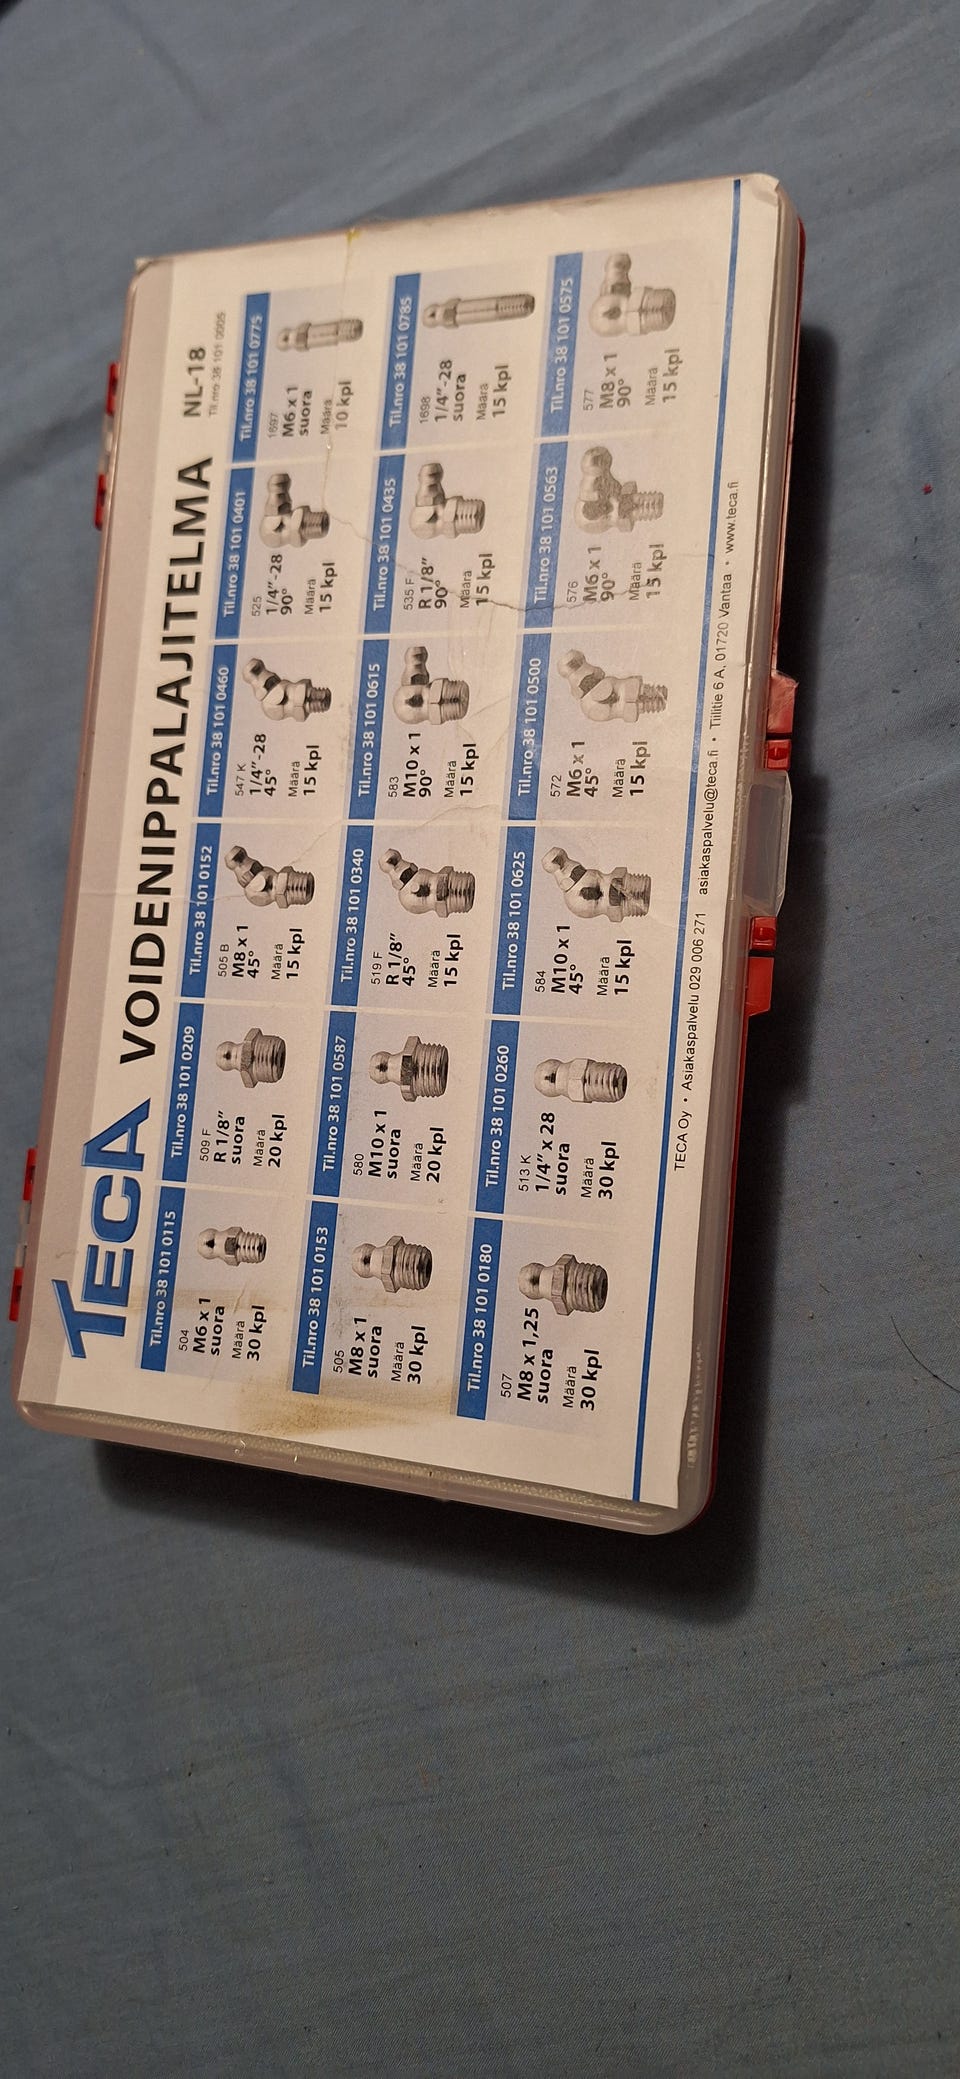 TECA VOIDENIPPALAJITELMA NL-18
Til.nro 38 101 0005
Til.nro 38 101 0115
504
M6 x 1
suora
Määrä
30 kpl
Til.nro 38 101 0209
509 F
R 1/8”
suora
Määrä
20 kpl
Til.nro 38 101 0152
505 B
M8 x 1
45°
Määrä
15 kpl
Til.nro 38 101 0460
547 K
1/4”-28
45°
Määrä
15 kpl
Til.nro 38 101 0401
525
1/4”-28
90°
Määrä
15 kpl
Til.nro 38 101 0775
1697
M6 x 1
suora
Määrä
10 kpl
Til.nro 38 101 0153
505
M8 x 1
suora
Määrä
30 kpl
Til.nro 38 101 0587
580
M10 x 1
suora
Määrä
20 kpl
Til.nro 38 101 0340
519 F
R 1/8”
45°
Määrä
15 kpl
Til.nro 38 101 0615
583
M10 x 1
90°
Määrä
15 kpl
Til.nro 38 101 0435
535 F
R 1/8”
90°
Määrä
15 kpl
Til.nro 38 101 0785
1698
1/4”-28
suora
Määrä
15 kpl
Til.nro 38 101 0180
507
M8 x 1,25
suora
Määrä
30 kpl
Til.nro 38 101 0260
513 K
1/4” x 28
suora
Määrä
30 kpl
Til.nro 38 101 0625
584
M10 x 1
45°
Määrä
15 kpl
Til.nro 38 101 0500
572
M6 x 1
45°
Määrä
15 kpl
Til.nro 38 101 0563
576
M6 x 1
90°
Määrä
15 kpl
Til.nro 38 101 0575
577
M8 x 1
90°
Määrä
15 kpl
TECA Oy • Asiakaspalvelu 029 006 271 asiakaspalvelu@teca.fi • Tiilitie 6 A, 01720 Vantaa • www.teca.fi